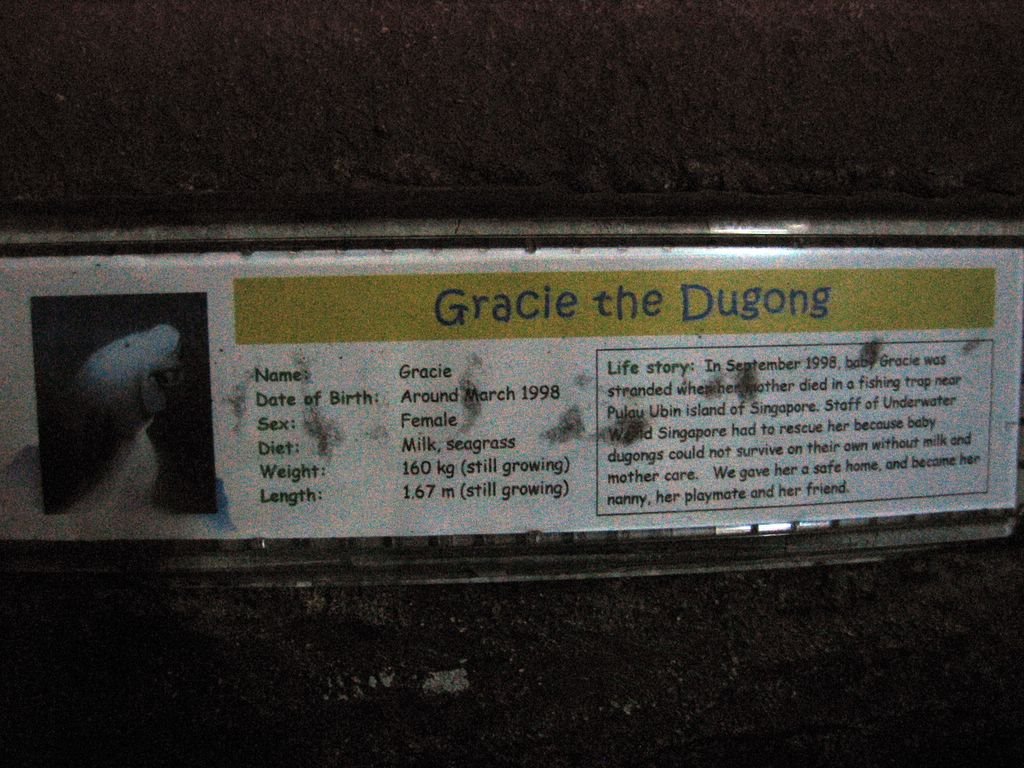 Gracie the Dugong
Name: Gracie
Date of Birth: Around March 1998
Sex: Female
Diet: Milk, seagrass
Weight: 160 kg (still growing)
Length: 1.67 m (still growing)
Life story: In September 1998, baby Gracie was
stranded when her mother died in a fishing trap near
Pulau Ubin island of Singapore. Staff of Underwater
World Singapore had to rescue her because baby
dugongs could not survive on their own without milk and
mother care. We gave her a safe home, and became her
nanny, her playmate and her friend.